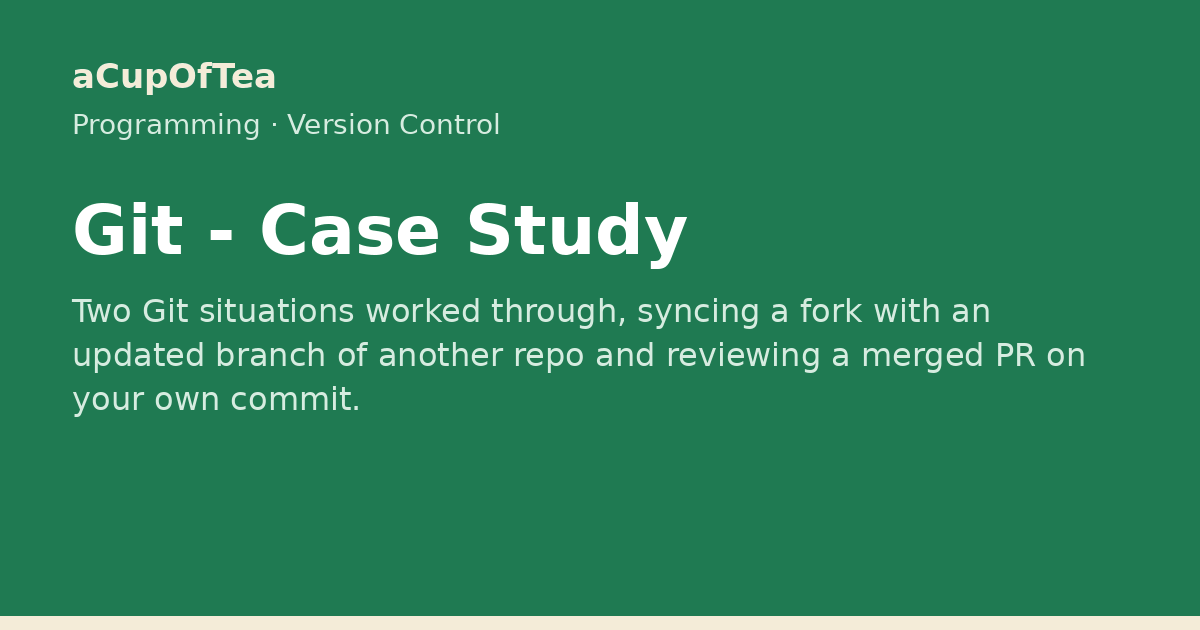 aCupOfTea
Programming · Version Control
Git - Case Study
Two Git situations worked through, syncing a fork with an
updated branch of another repo and reviewing a merged PR on
your own commit.